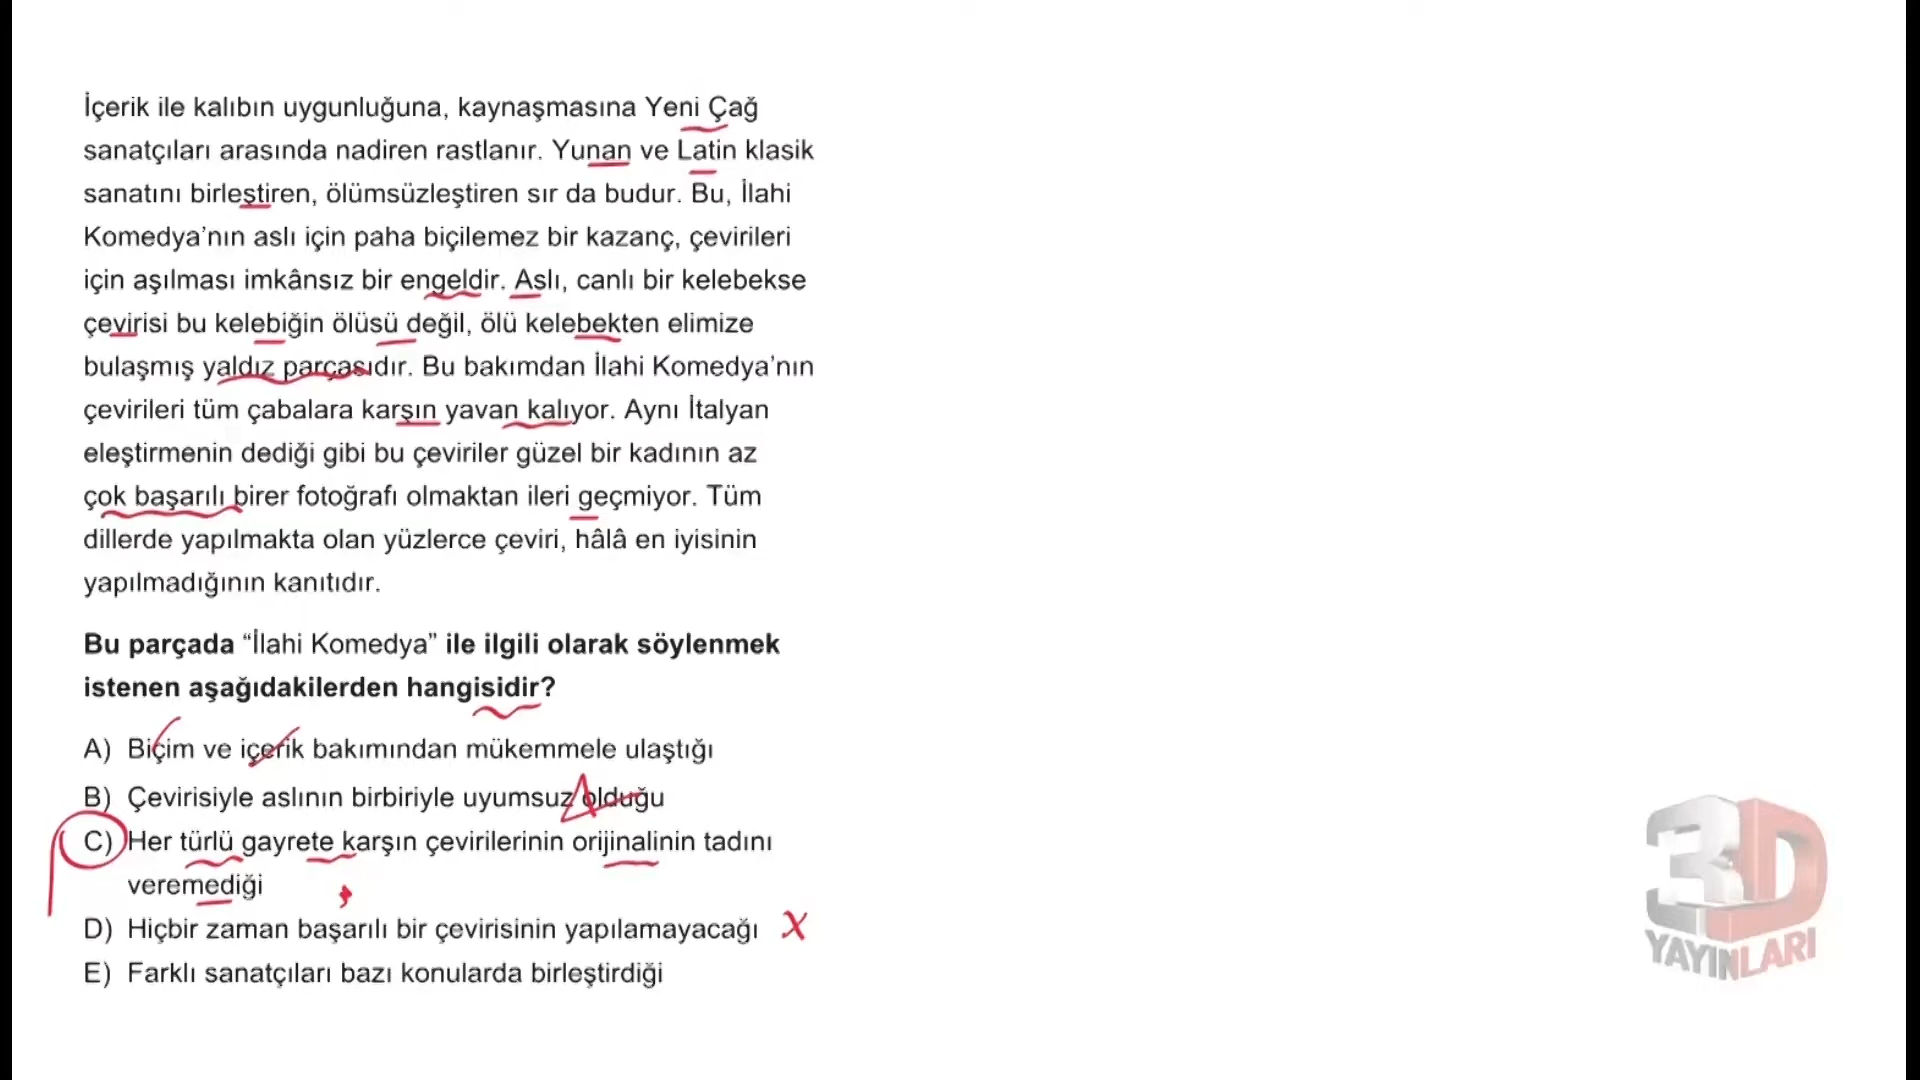 İçerik ile kalıbın uygunluğuna, kaynaşmasına Yeni Çağ
sanatçıları arasında nadiren rastlanır. Yunan ve Latin klasik
sanatını birleştiren, ölümsüzleştiren sır da budur. Bu, İlahi
Komedya’nın aslı için paha biçilemez bir kazanç, çevirileri
için aşılması imkânsız bir engeldir. Aslı, canlı bir kelebekse
çevirisi bu kelebiğin ölüsü değil, ölü kelebekten elimize
bulaşmış yaldız parçasıdır. Bu bakımdan İlahi Komedya’nın
çevirileri tüm çabalara karşın yavan kalıyor. Aynı İtalyan
eleştirmenin dediği gibi bu çeviriler güzel bir kadının az
çok başarılı birer fotoğrafı olmaktan ileri geçmiyor. Tüm
dillerde yapılmakta olan yüzlerce çeviri, hâlâ en iyisinin
yapılmadığının kanıtıdır.
Bu parçada “İlahi Komedya” ile ilgili olarak söylenmek
istenen aşağıdakilerden hangisidir?
A) Biçim ve içerik bakımından mükemmele ulaştığı
B) Çevirisiyle aslının birbiriyle uyumsuz olduğu
C) Her türlü gayrete karşın çevirilerinin orijinalinin tadını
veremediği
D) Hiçbir zaman başarılı bir çevirisinin yapılamayacağı X
E) Farklı sanatçıları bazı konularda birleştirdiği
3D
YAYINLARI